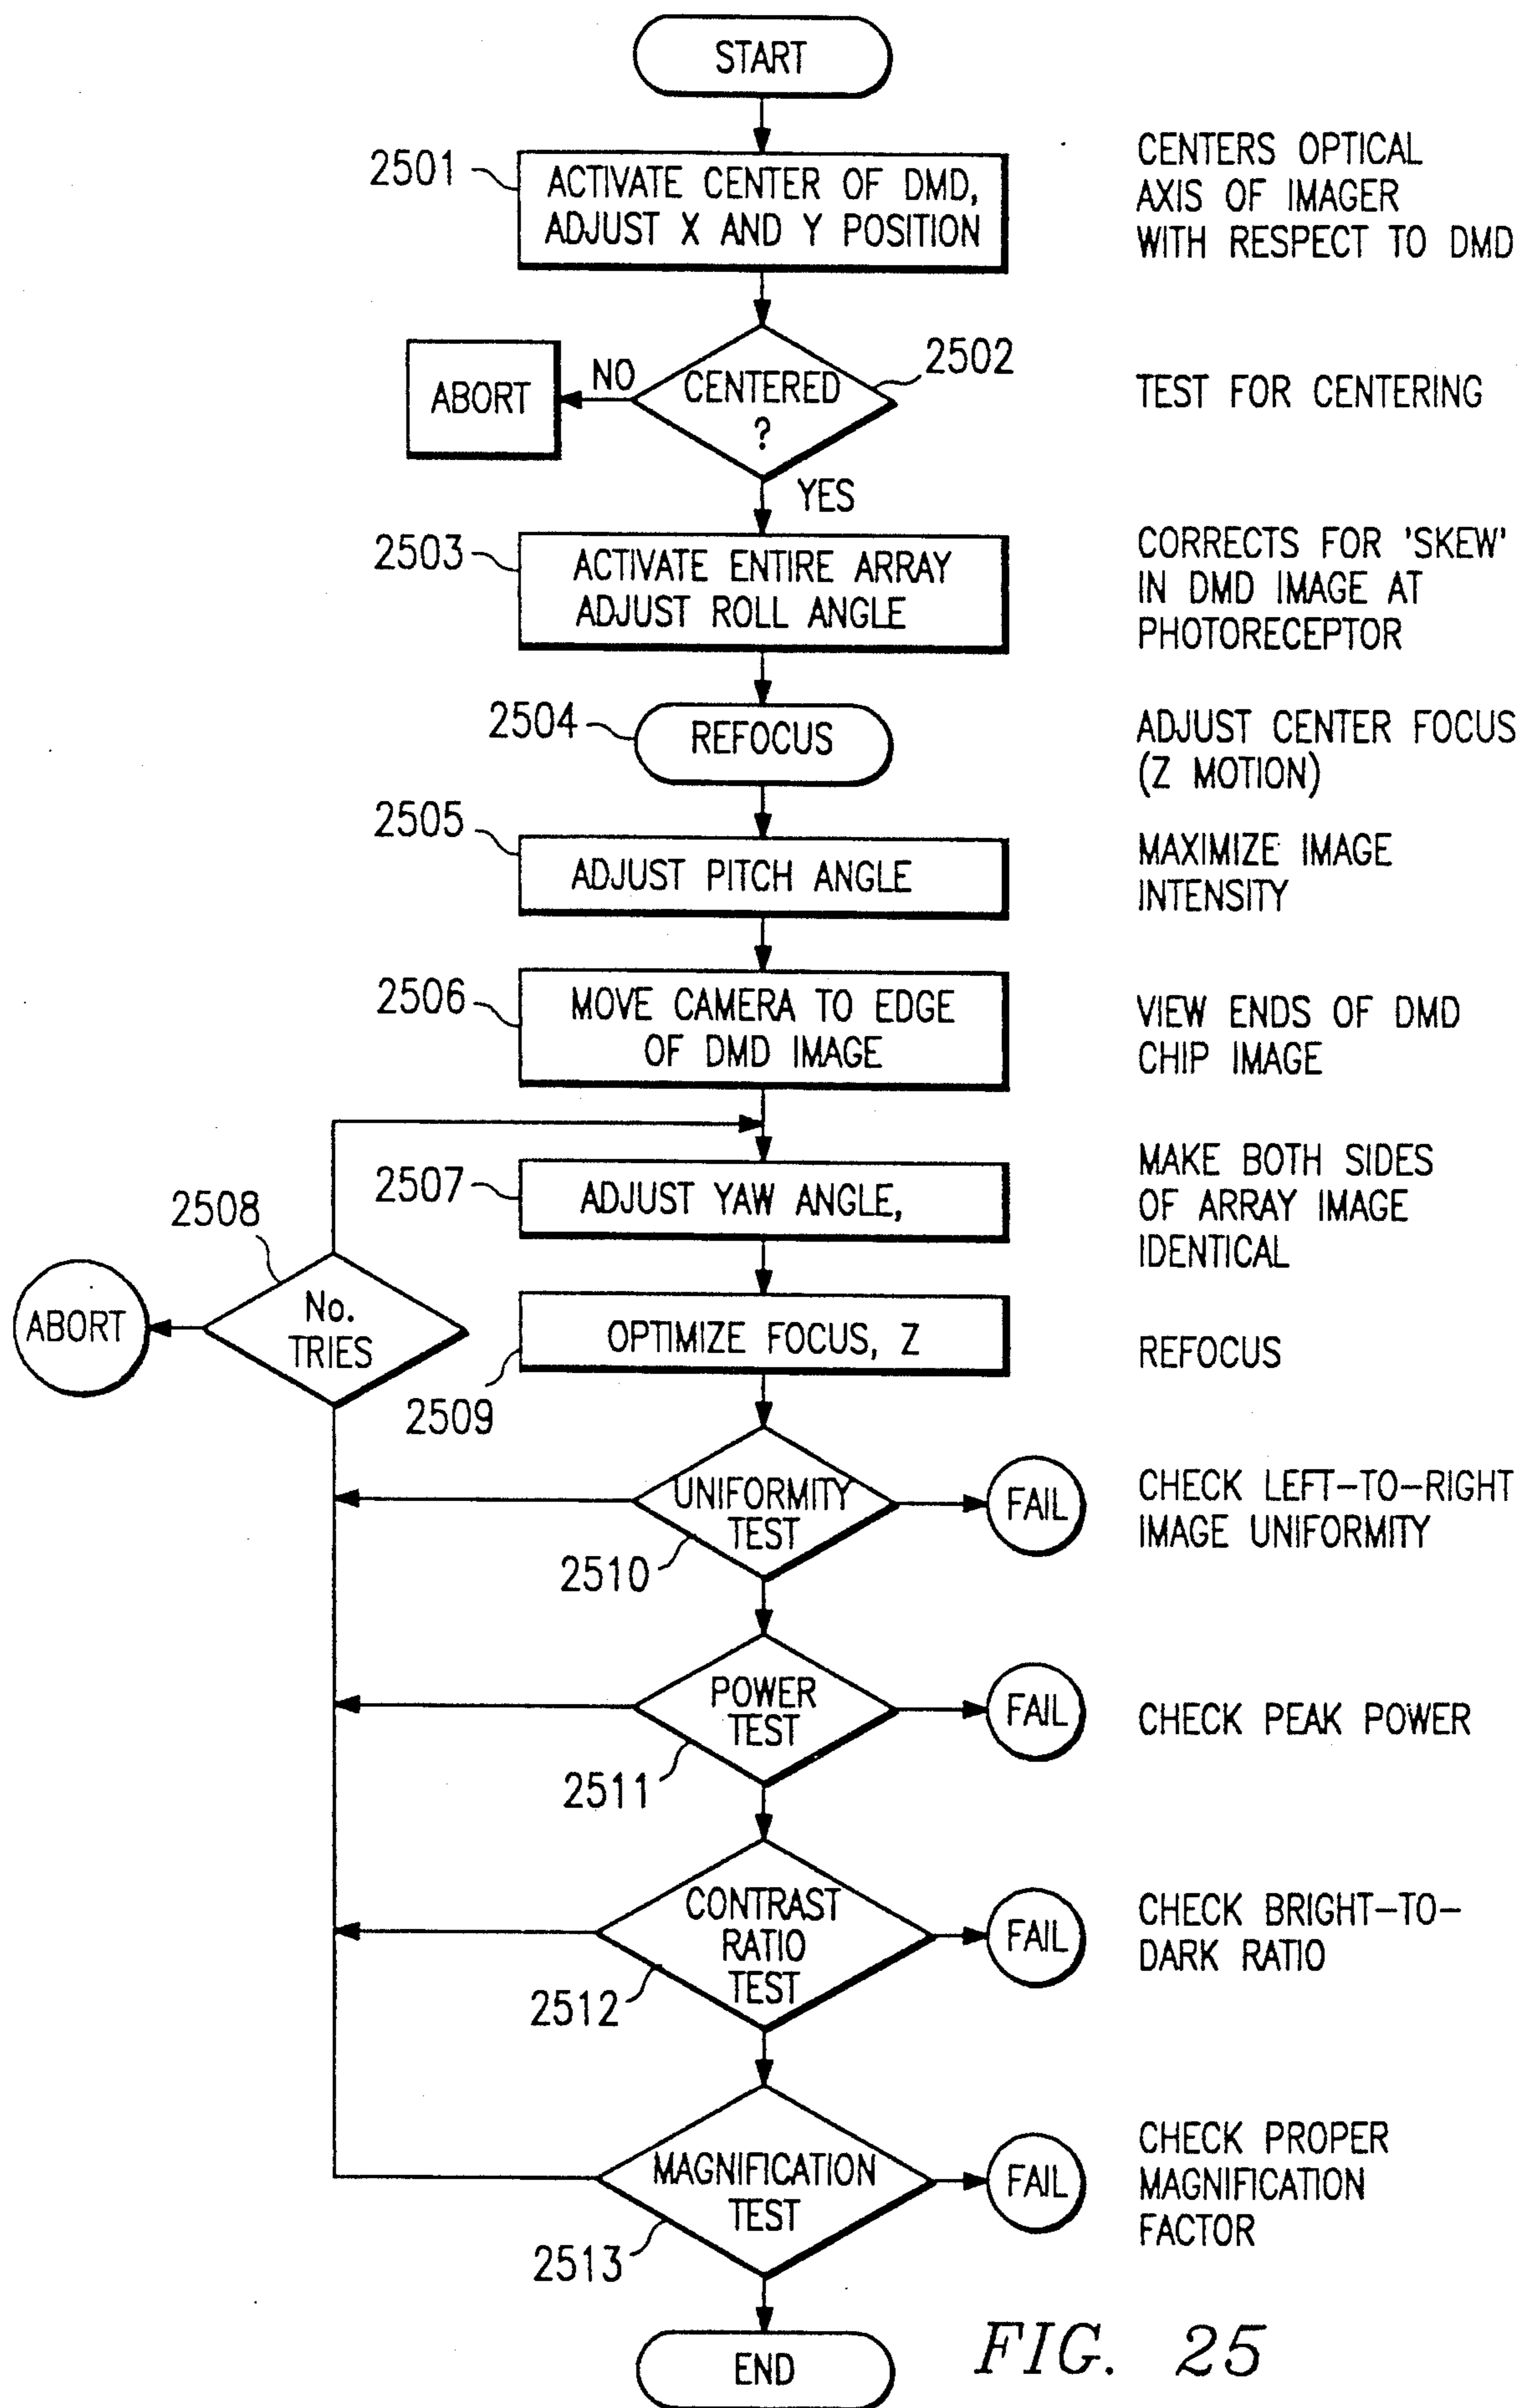 START
2501
ACTIVATE CENTER OF DMD,
ADJUST X AND Y POSITION
CENTERS OPTICAL
AXIS OF IMAGER
WITH RESPECT TO DMD
ABORT
NO
CENTERED
?
2502
TEST FOR CENTERING
YES
2503
ACTIVATE ENTIRE ARRAY
ADJUST ROLL ANGLE
CORRECTS FOR 'SKEW'
IN DMD IMAGE AT
PHOTORECEPTOR
2504
REFOCUS
ADJUST CENTER FOCUS
(Z MOTION)
2505
ADJUST PITCH ANGLE
MAXIMIZE IMAGE
INTENSITY
2506
MOVE CAMERA TO EDGE
OF DMD IMAGE
VIEW ENDS OF DMD
CHIP IMAGE
2507
ADJUST YAW ANGLE,
MAKE BOTH SIDES
OF ARRAY IMAGE
IDENTICAL
2508
ABORT
No.
TRIES
OPTIMIZE FOCUS, Z
REFOCUS
2509
UNIFORMITY
TEST
FAIL
CHECK LEFT-TO-RIGHT
IMAGE UNIFORMITY
2510
POWER
TEST
FAIL
CHECK PEAK POWER
2511
CONTRAST
RATIO
TEST
FAIL
CHECK BRIGHT-TO-
DARK RATIO
2512
MAGNIFICATION
TEST
FAIL
CHECK PROPER
MAGNIFICATION
FACTOR
2513
END
FIG. 25